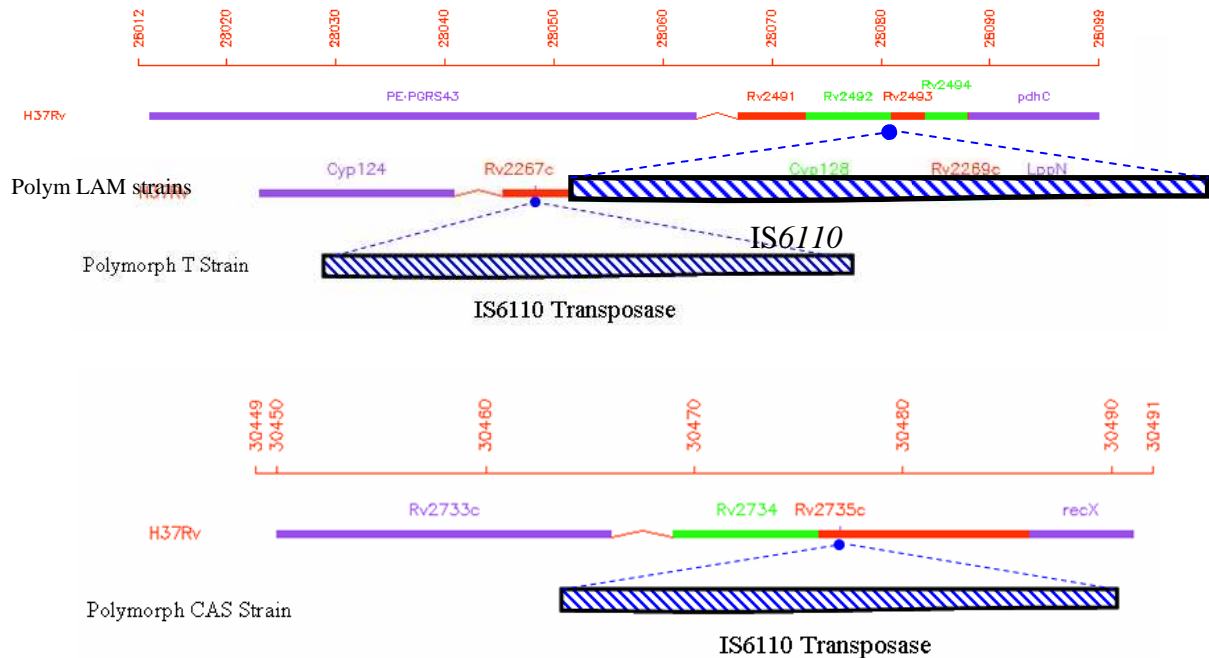 28012 28020 28030 28040 28050 28060 28070 28080 28090 28099
Rv2494
PE-PGRS43 Rv2491 Rv2492 Rv2493 pdhC
H37Rv
Cyp124 Rv2267c Cyp128 Rv2269c LppN
Polym LAM strains
H37Rv
IS6110
Polymorph T Strain
IS6110 Transposase
30449 30450 30460 30470 30480 30490 30491
Rv2733c Rv2734 Rv2735c recX
H37Rv
Polymorph CAS Strain
IS6110 Transposase